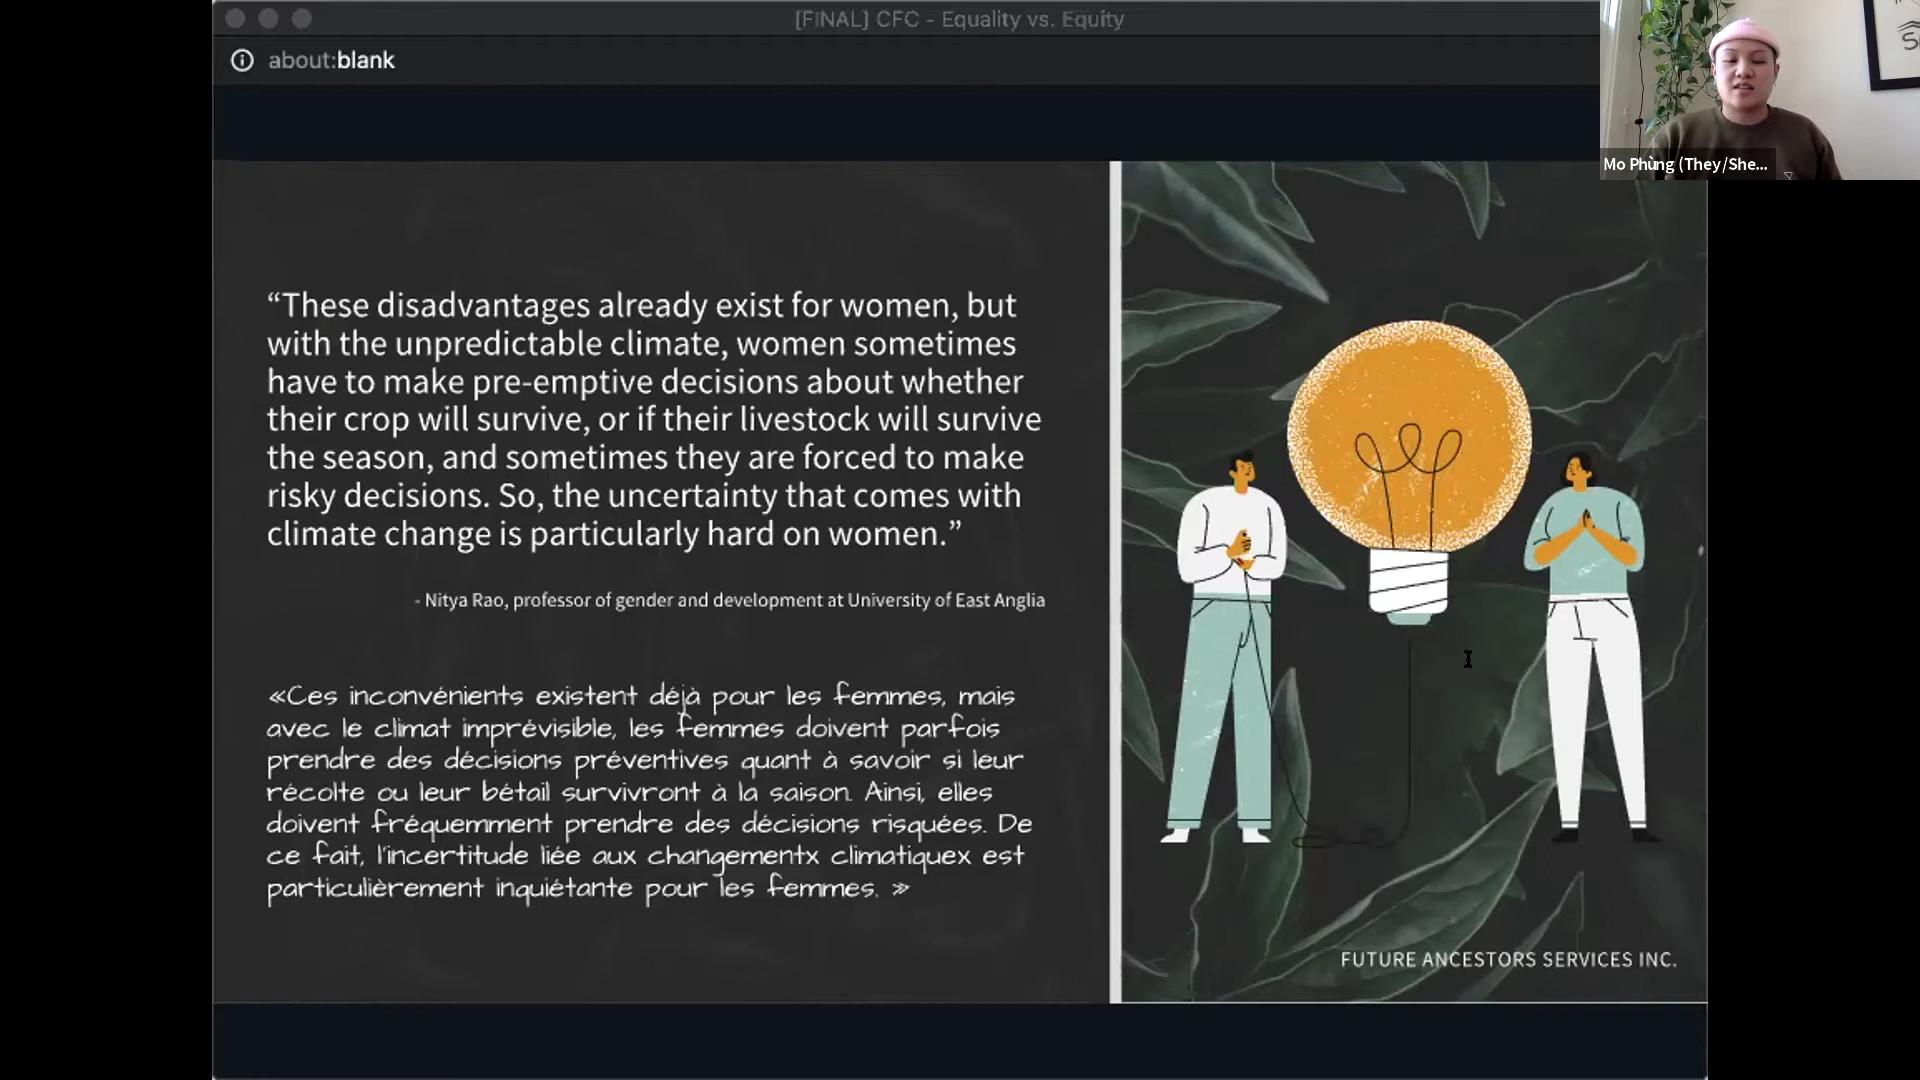 [FINAL] CFC - Equality vs. Equity
about:blank
Mo Phùng (They/She...
“These disadvantages already exist for women, but
with the unpredictable climate, women sometimes
have to make pre-emptive decisions about whether
their crop will survive, or if their livestock will survive
the season, and sometimes they are forced to make
risky decisions. So, the uncertainty that comes with
climate change is particularly hard on women.”
- Nitya Rao, professor of gender and development at University of East Anglia
«Ces inconvénients existent déjà pour les femmes, mais
avec le climat imprévisible, les femmes doivent parfois
prendre des décisions préventives quant à savoir si leur
récolte ou leur bétail survivront à la saison. Ainsi, elles
doivent fréquemment prendre des décisions risquées. De
ce fait, l'incertitude liée aux changementx climatiquex est
particulièrement inquiétante pour les femmes. »
FUTURE ANCESTORS SERVICES INC.